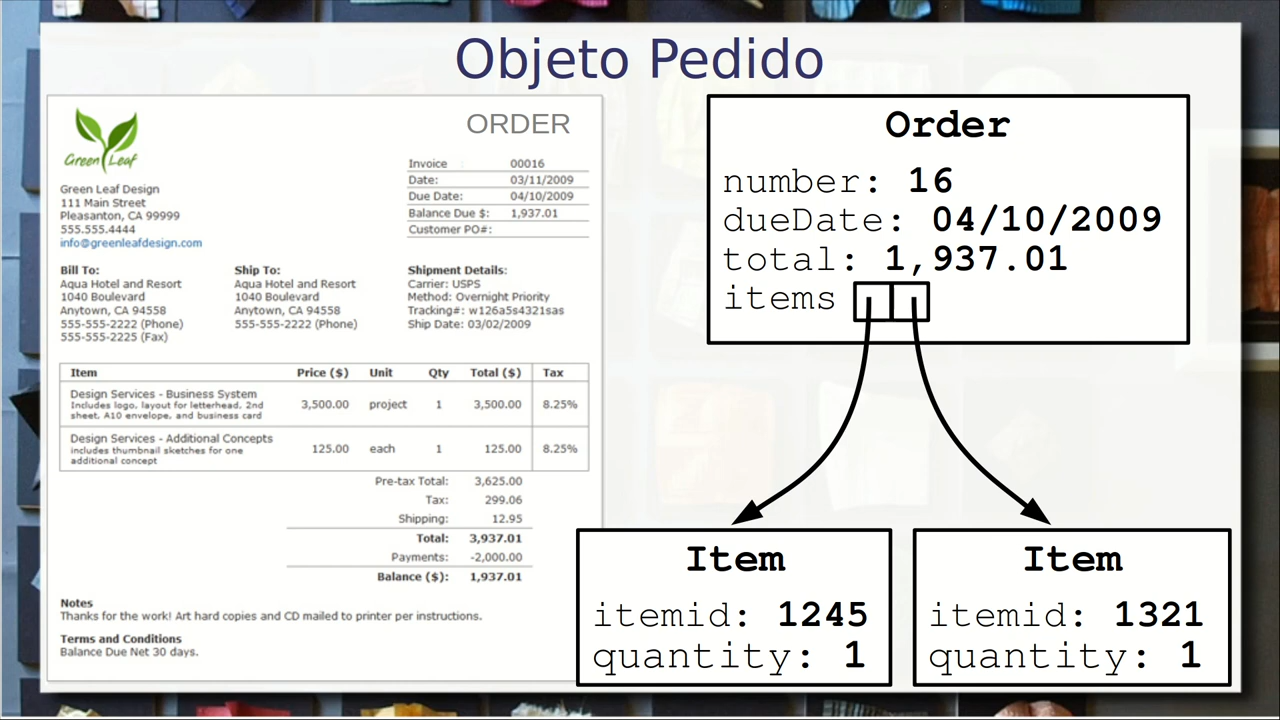 Objeto Pedido
Green Leaf
ORDER
Invoice : 00016
Date: 03/11/2009
Due Date: 04/10/2009
Balance Due $: 1,937.01
Customer PO#:
Green Leaf Design
111 Main Street
Pleasanton, CA 99999
555.555.4444
info@greenleafdesign.com
Bill To:
Aqua Hotel and Resort
1040 Boulevard
Anytown, CA 94558
555-555-2222 (Phone)
555-555-2225 (Fax)
Ship To:
Aqua Hotel and Resort
1040 Boulevard
Anytown, CA 94558
555-555-2222 (Phone)
Shipment Details:
Carrier: USPS
Method: Overnight Priority
Tracking#: w126a5s4321sas
Ship Date: 03/02/2009
Item Price ($) Unit Qty Total ($) Tax
Design Services - Business System
Includes logo, layout for letterhead, 2nd
sheet, A10 envelope, and business card
3,500.00 project 1 3,500.00 8.25%
Design Services - Additional Concepts
includes thumbnail sketches for one
additional concept
125.00 each 1 125.00 8.25%
Pre-tax Total: 3,625.00
Tax: 299.06
Shipping: 12.95
Total: 3,937.01
Payments: -2,000.00
Balance ($): 1,937.01
Notes
Thanks for the work! Art hard copies and CD mailed to printer per instructions.
Terms and Conditions
Balance Due Net 30 days.
Order
number: 16
dueDate: 04/10/2009
total: 1,937.01
items
Item
itemid: 1245
quantity: 1
Item
itemid: 1321
quantity: 1